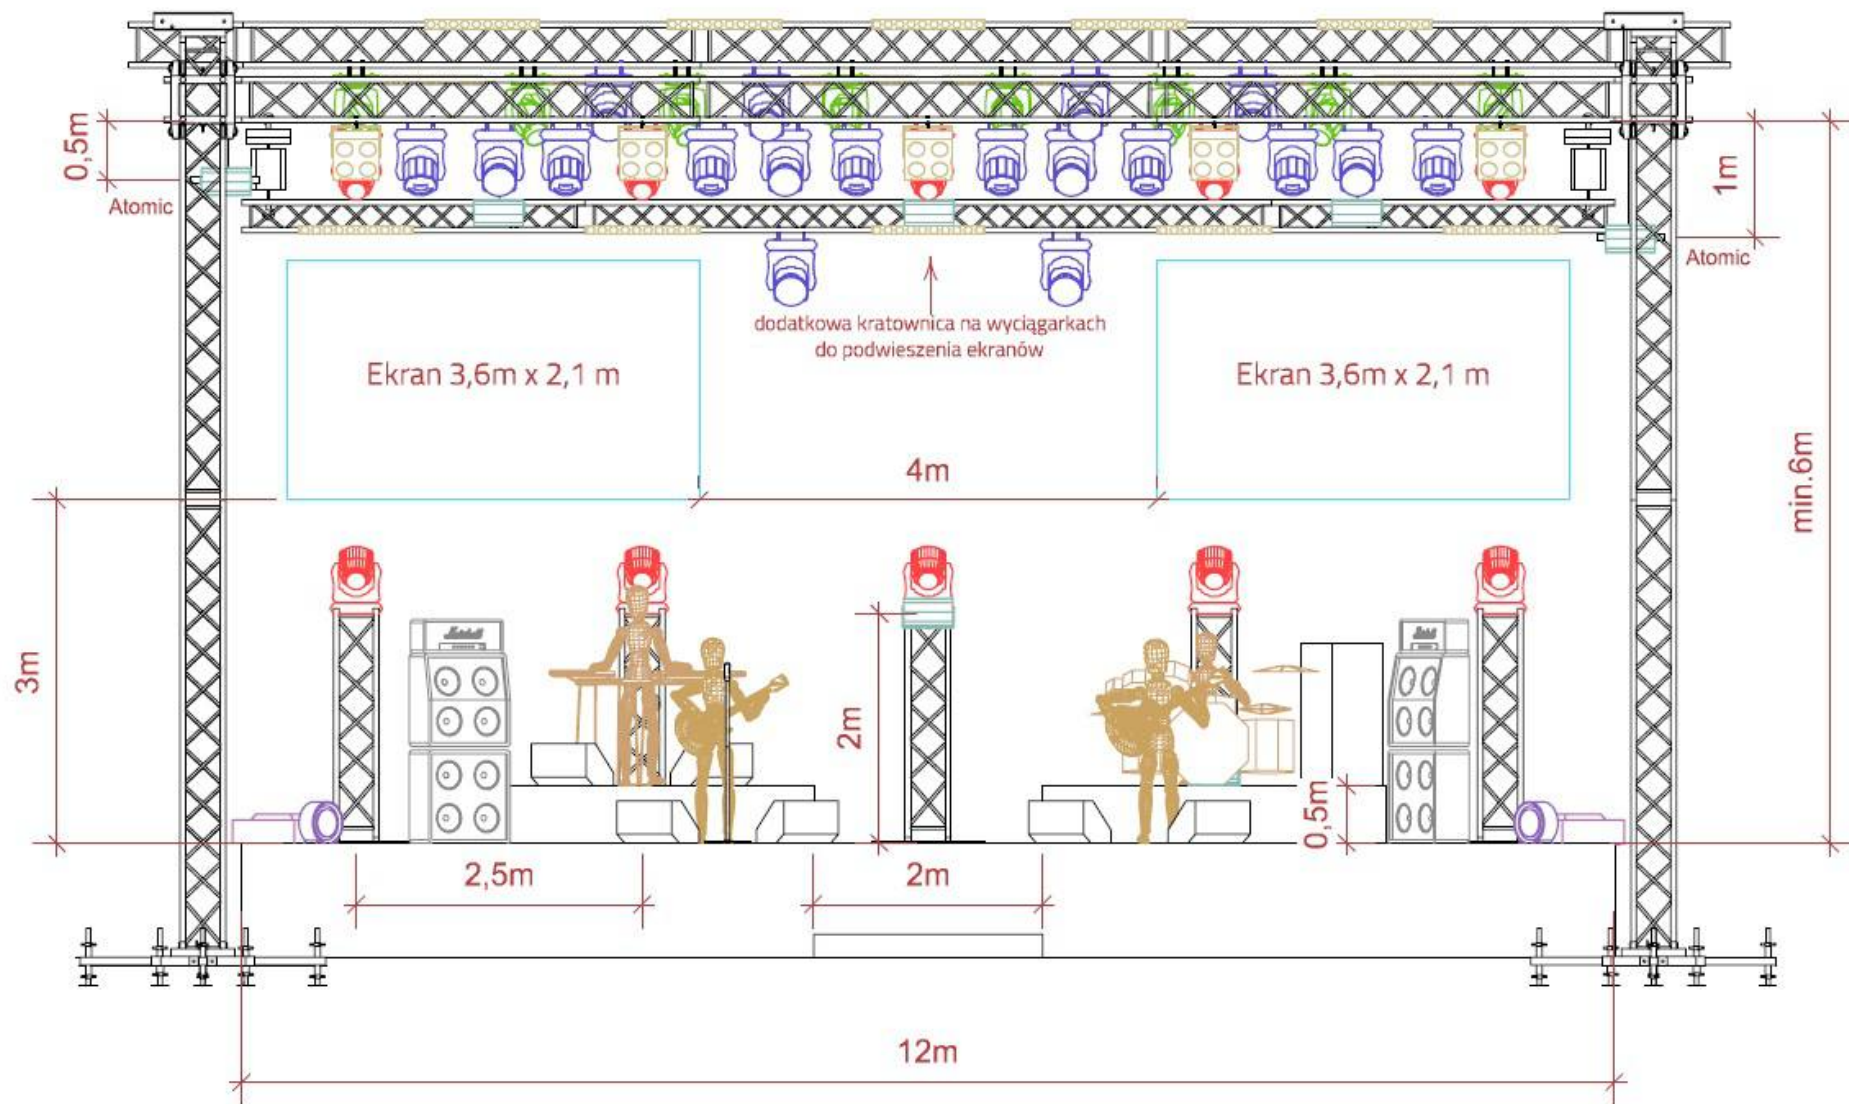 0,5m
Atomic
1m
Atomic
dodatkowa kratownica na wyciągarkach
do podwieszenia ekranów
Ekran 3,6m x 2,1 m
Ekran 3,6m x 2,1 m
4m
min.6m
3m
2m
0,5m
2,5m
2m
12m